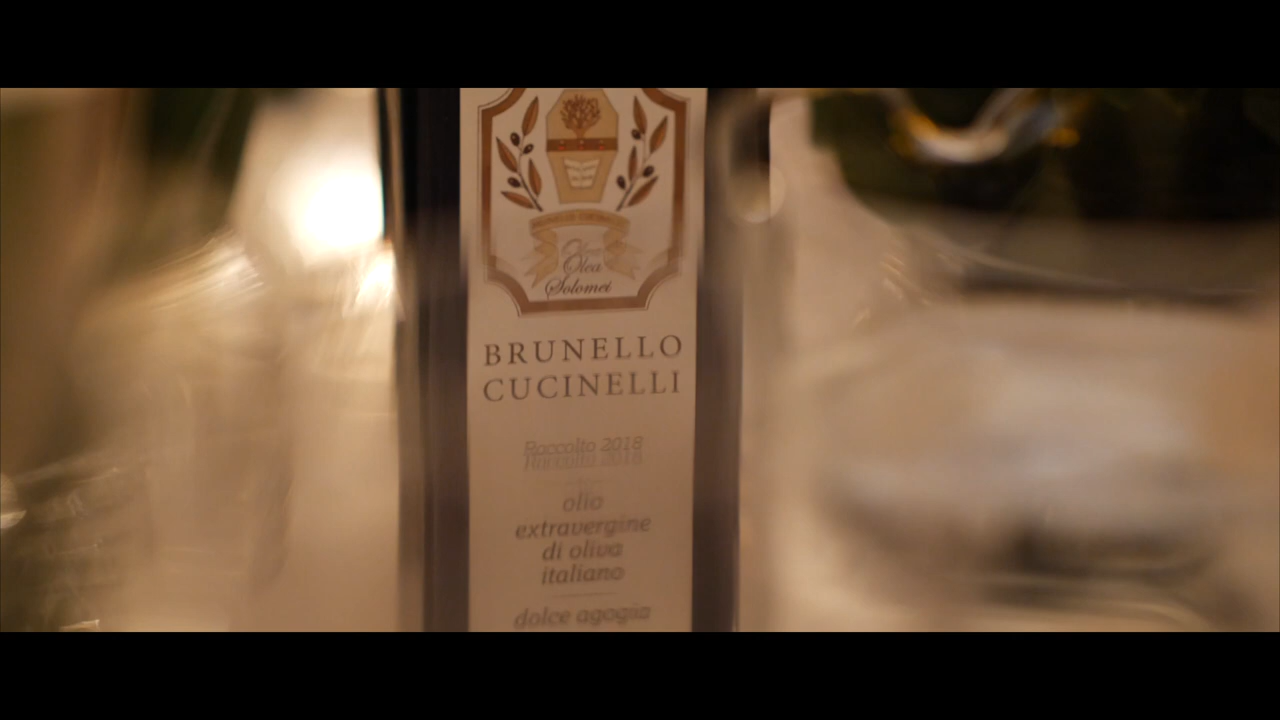 Olea
Solomei
BRUNELLO
CUCINELLI
Raccolto 2018
olio
extravergine
di oliva
italiano
dolce agogia